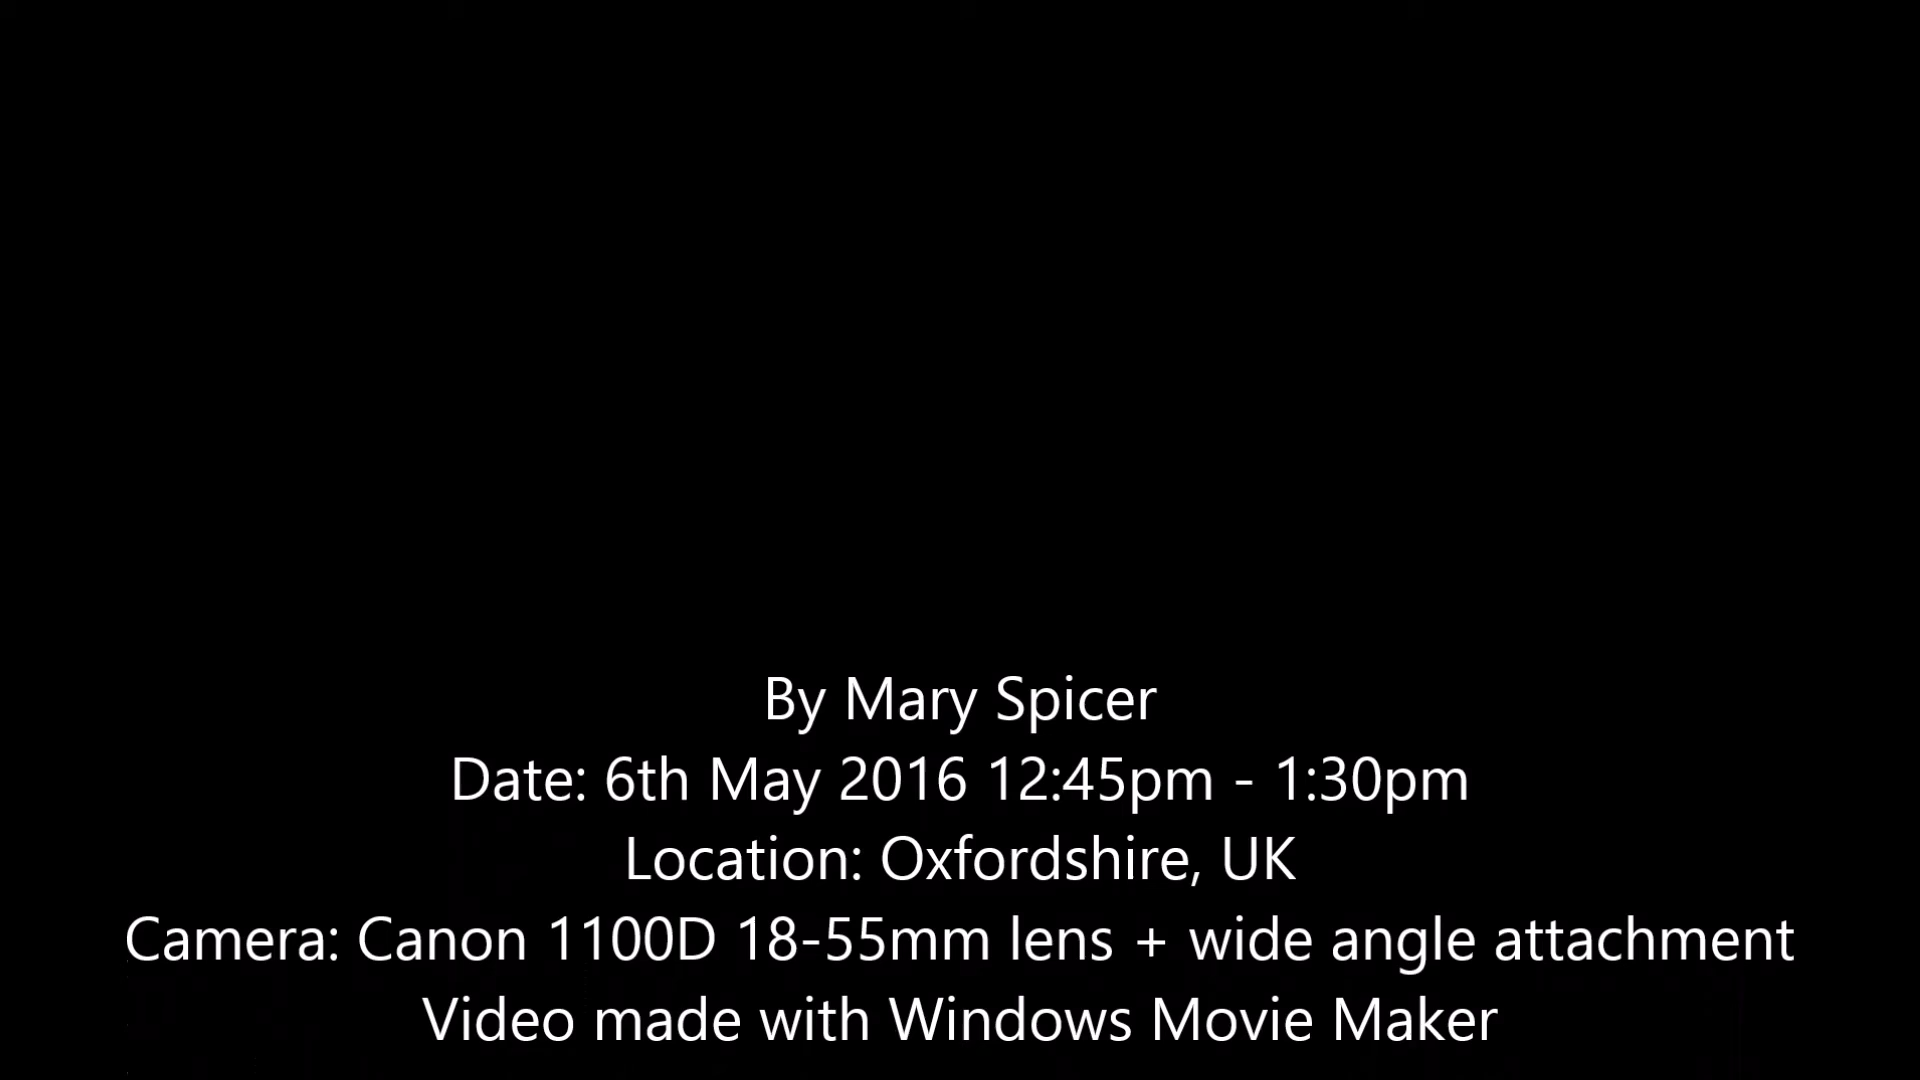 By Mary Spicer
Date: 6th May 2016 12:45pm - 1:30pm
Location: Oxfordshire, UK
Camera: Canon 1100D 18-55mm lens + wide angle attachment
Video made with Windows Movie Maker